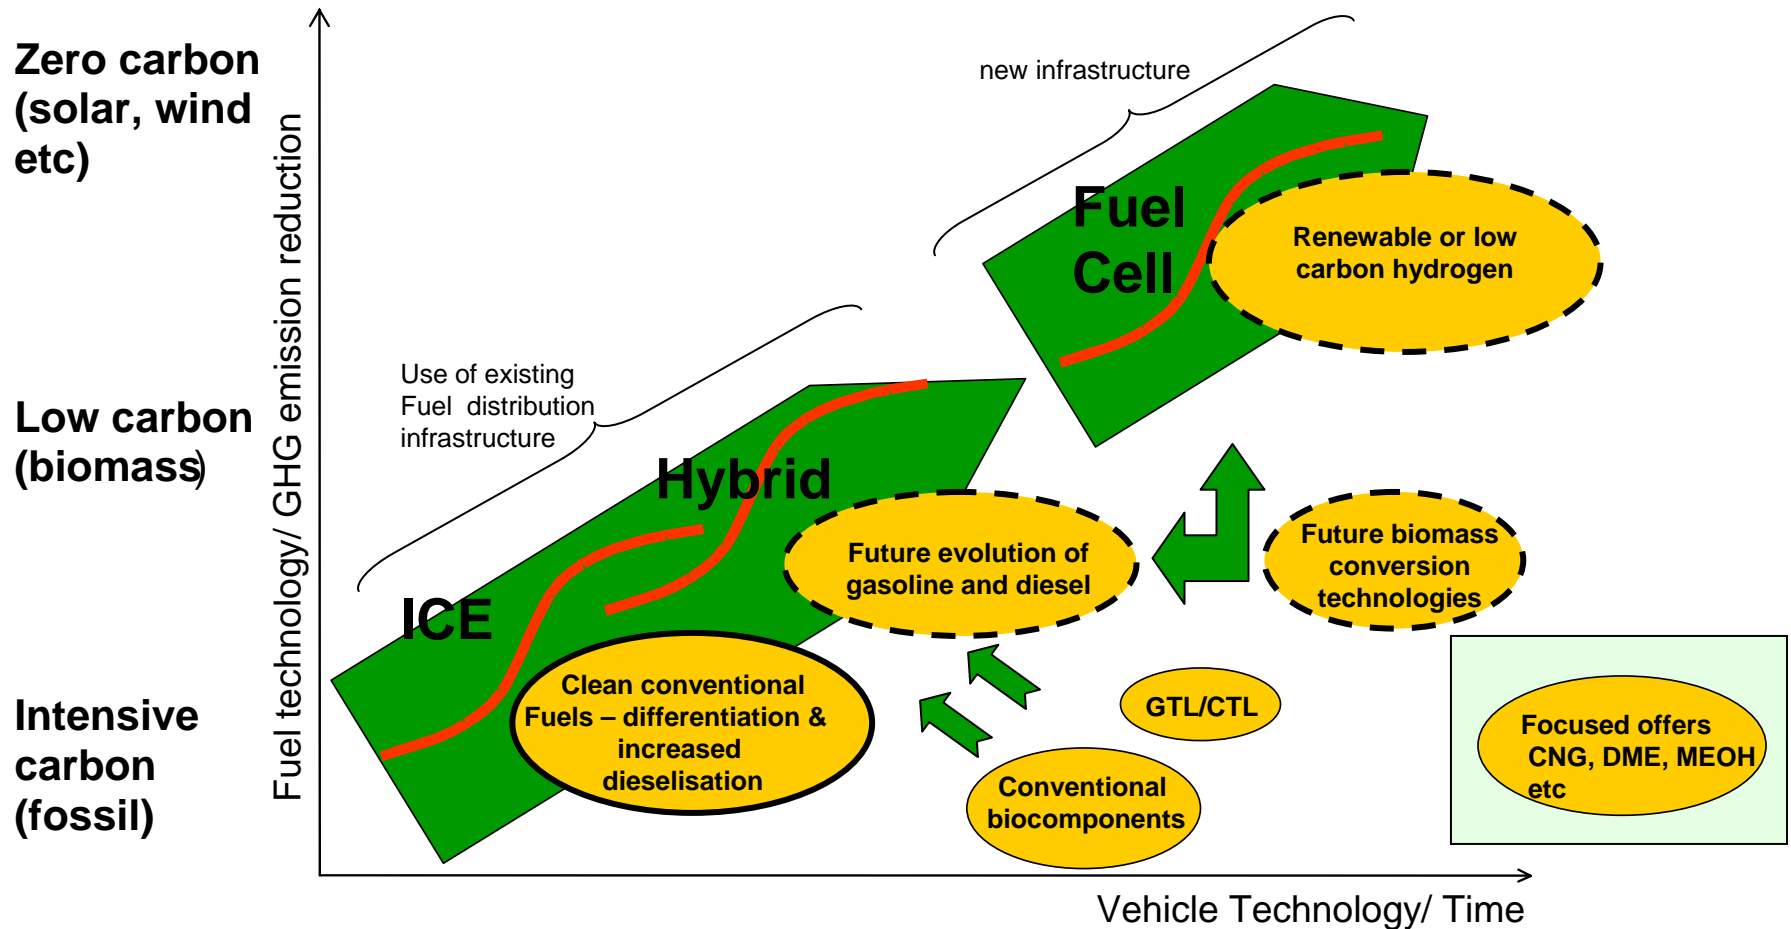 Zero carbon
(solar, wind
etc)
Low carbon
(biomass)
Intensive
carbon
(fossil)
Fuel technology/ GHG emission reduction
new infrastructure
Fuel
Cell
Renewable or low
carbon hydrogen
Use of existing
Fuel distribution
infrastructure
Hybrid
ICE
Future evolution of
gasoline and diesel
Future biomass
conversion
technologies
Clean conventional
Fuels – differentiation &
increased
dieselisation
GTL/CTL
Conventional
biocomponents
Focused offers
CNG, DME, MEOH
etc
Vehicle Technology/ Time